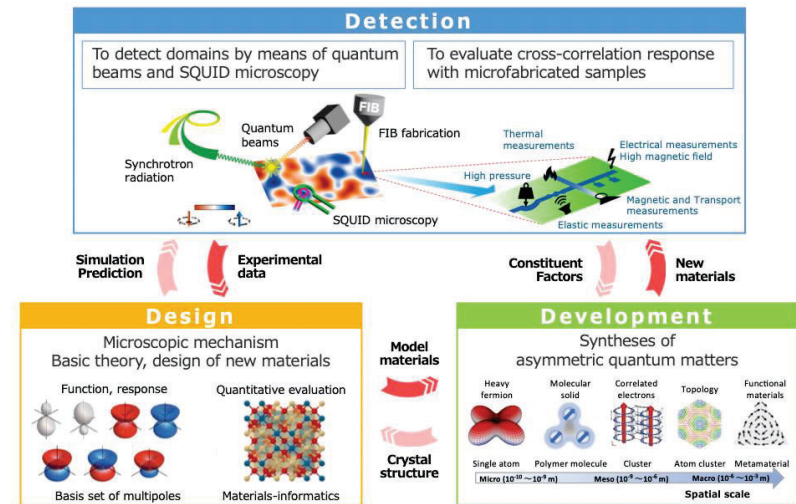 Detection
To detect domains by means of quantum
beams and SQUID microscopy
To evaluate cross-correlation response
with microfabricated samples
FIB
Quantum
beams
FIB fabrication
Synchrotron
radiation
SQUID microscopy
Thermal
measurements
Electrical measurements
High magnetic field
High pressure
Magnetic and Transport
measurements
Elastic measurements
Simulation
Prediction
Experimental
data
Constituent
Factors
New
materials
Design
Microscopic mechanism
Basic theory, design of new materials
Function, response
Quantitative evaluation
Basis set of multipoles
Materials-informatics
Model
materials
Crystal
structure
Development
Syntheses of
asymmetric quantum matters
Heavy
fermion
Molecular
solid
Correlated
electrons
Topology
Functional
materials
Single atom
Polymer molecule
Cluster
Atom cluster
Metamaterial
Micro (10⁻¹⁰ ~ 10⁻⁹ m)
Meso (10⁻⁹ ~ 10⁻⁶ m)
Macro (10⁻⁶ ~ 10⁻³ m)
Spatial scale